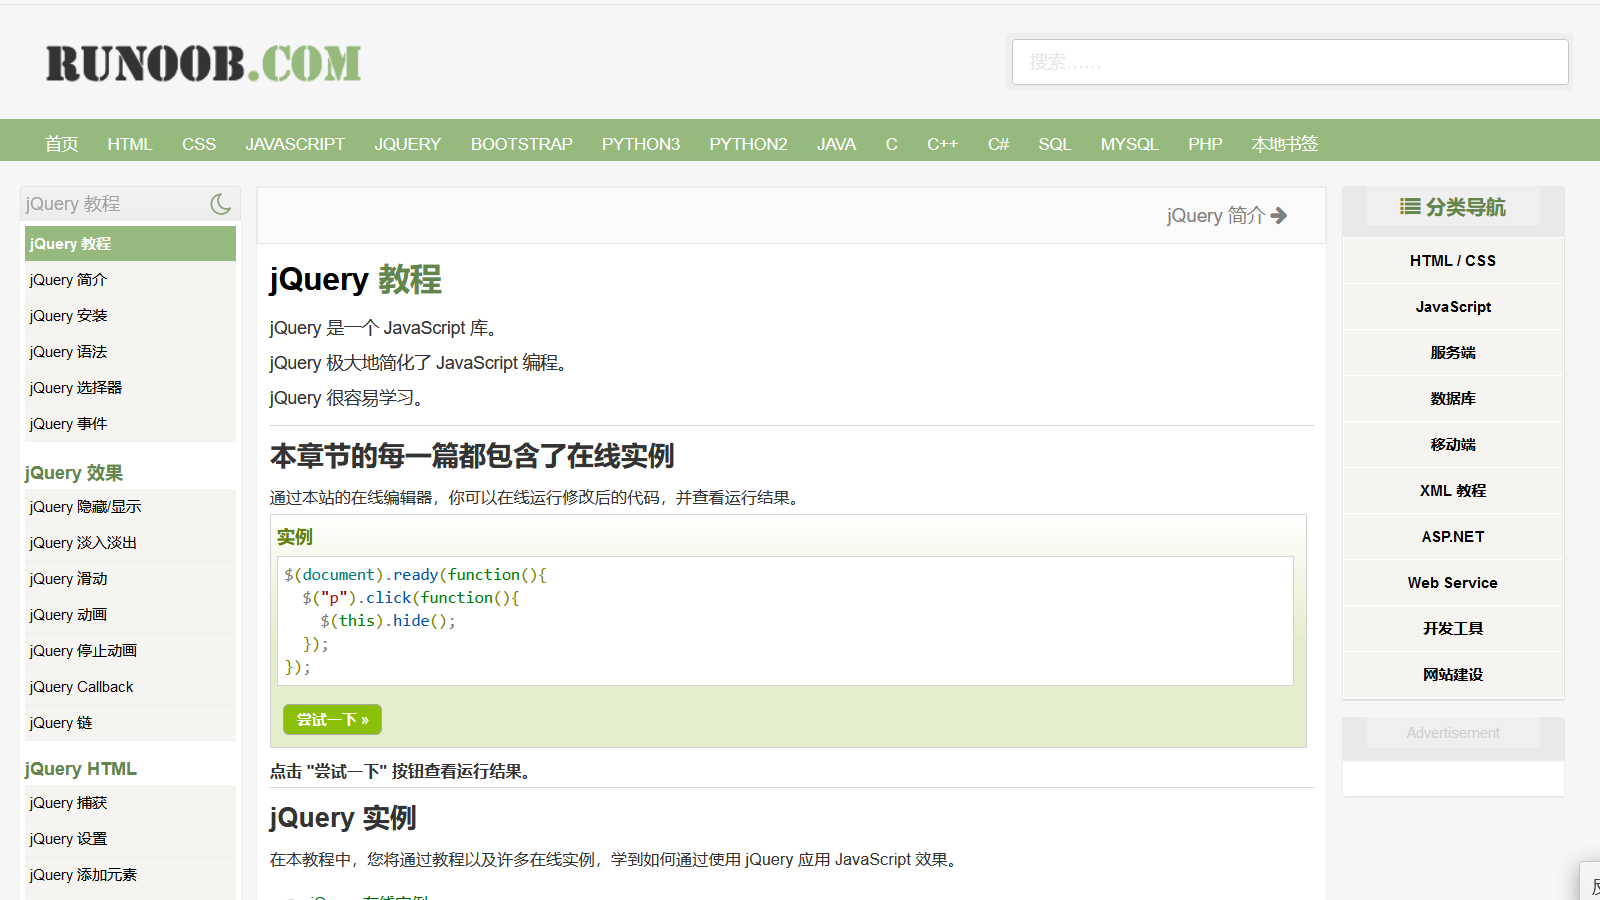 RUNOOB.COM
搜索……
首页 HTML CSS JAVASCRIPT JQUERY BOOTSTRAP PYTHON3 PYTHON2 JAVA C C++ C# SQL MYSQL PHP 本地书签
jQuery 教程
jQuery 教程
jQuery 简介
jQuery 安装
jQuery 语法
jQuery 选择器
jQuery 事件
jQuery 效果
jQuery 隐藏/显示
jQuery 淡入淡出
jQuery 滑动
jQuery 动画
jQuery 停止动画
jQuery Callback
jQuery 链
jQuery HTML
jQuery 捕获
jQuery 设置
jQuery 添加元素
jQuery 简介
jQuery 教程
jQuery 是一个 JavaScript 库。
jQuery 极大地简化了 JavaScript 编程。
jQuery 很容易学习。
本章节的每一篇都包含了在线实例
通过本站的在线编辑器，你可以在线运行修改后的代码，并查看运行结果。
实例
$(document).ready(function(){
  $("p").click(function(){
    $(this).hide();
  });
});
尝试一下 »
点击 "尝试一下" 按钮查看运行结果。
jQuery 实例
在本教程中，您将通过教程以及许多在线实例，学到如何通过使用 jQuery 应用 JavaScript 效果。
分类导航
HTML / CSS
JavaScript
服务端
数据库
移动端
XML 教程
ASP.NET
Web Service
开发工具
网站建设
Advertisement